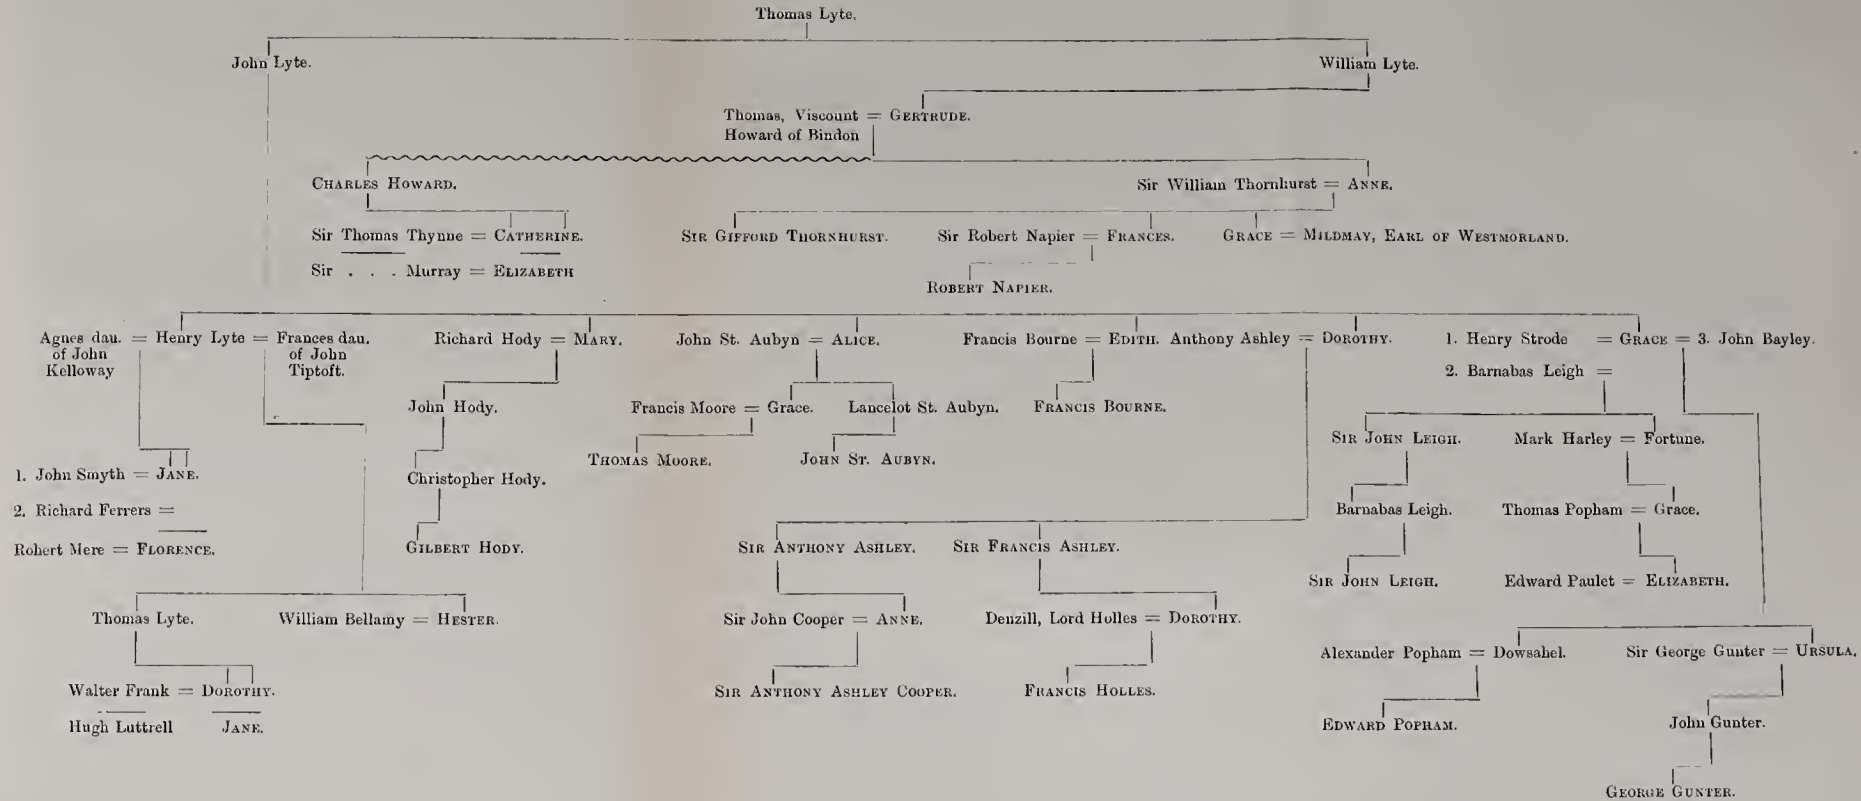 Thomas Lyte.
John Lyte. William Lyte.
Thomas, Viscount = GERTRUDE.
Howard of Bindon
CHARLES HOWARD. Sir William Thornhurst = ANNE.
Sir Thomas Thynne = CATHERINE. SIR GIFFORD THORNHURST. Sir Robert Napier = FRANCES. GRACE = MILDMAY, EARL OF WESTMORLAND.
Sir . . . Murray = ELIZABETH
ROBERT NAPIER.
Agnes dau. = Henry Lyte = Frances dau. Richard Hody = MARY. John St. Aubyn = ALICE. Francis Bourne = EDITH. Anthony Ashley = DOROTHY. 1. Henry Strode = GRACE = 3. John Bayley.
of John of John
Kelloway Tiptoft. 2. Barnabas Leigh =
John Hody. Francis Moore = Grace. Lancelot St. Aubyn. FRANCIS BOURNE.
SIR JOHN LEIGH. Mark Harley = Fortune.
THOMAS MOORE. JOHN ST. AUBYN.
1. John Smyth = JANE. Christopher Hody.
2. Richard Ferrers = Barnabas Leigh. Thomas Popham = Grace.
Robert Mere = FLORENCE. GILBERT HODY. SIR ANTHONY ASHLEY. SIR FRANCIS ASHLEY.
SIR JOHN LEIGH. Edward Paulet = ELIZABETH.
Thomas Lyte. William Bellamy = HESTER. Sir John Cooper = ANNE. Denzill, Lord Holles = DOROTHY.
Alexander Popham = Dowsabel. Sir George Gunter = URSULA.
Walter Frank = DOROTHY. SIR ANTHONY ASHLEY COOPER. FRANCIS HOLLES.
Hugh Luttrell JANE. EDWARD POPHAM. John Gunter.
GEORGE GUNTER.